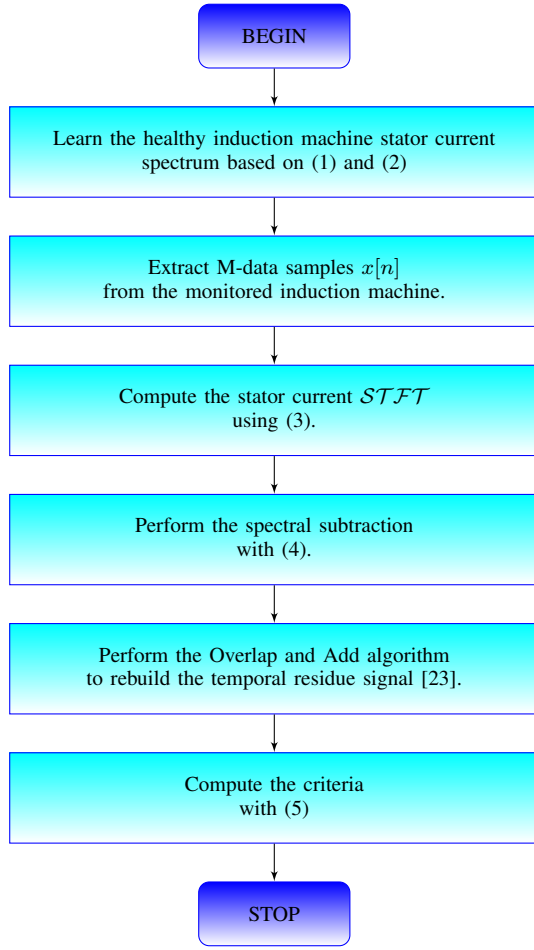 BEGIN
Learn the healthy induction machine stator current
spectrum based on (1) and (2)
Extract M-data samples x[n]
from the monitored induction machine.
Compute the stator current 𝒮𝒯ℱ𝒯
using (3).
Perform the spectral subtraction
with (4).
Perform the Overlap and Add algorithm
to rebuild the temporal residue signal [23].
Compute the criteria
with (5)
STOP